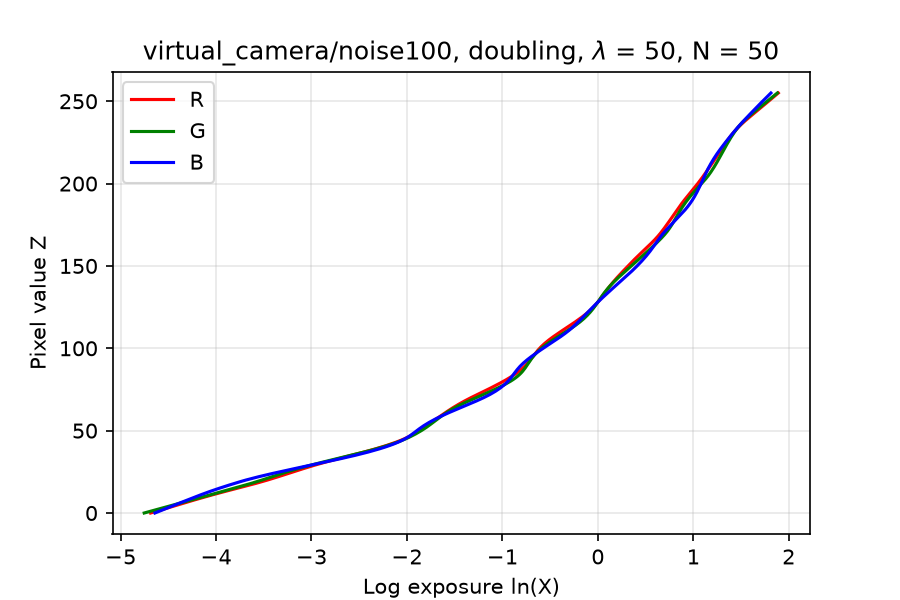 virtual_camera/noise100, doubling, λ = 50, N = 50
R
G
B
Pixel value Z
250
200
150
100
50
0
−5 −4 −3 −2 −1 0 1 2
Log exposure ln(X)